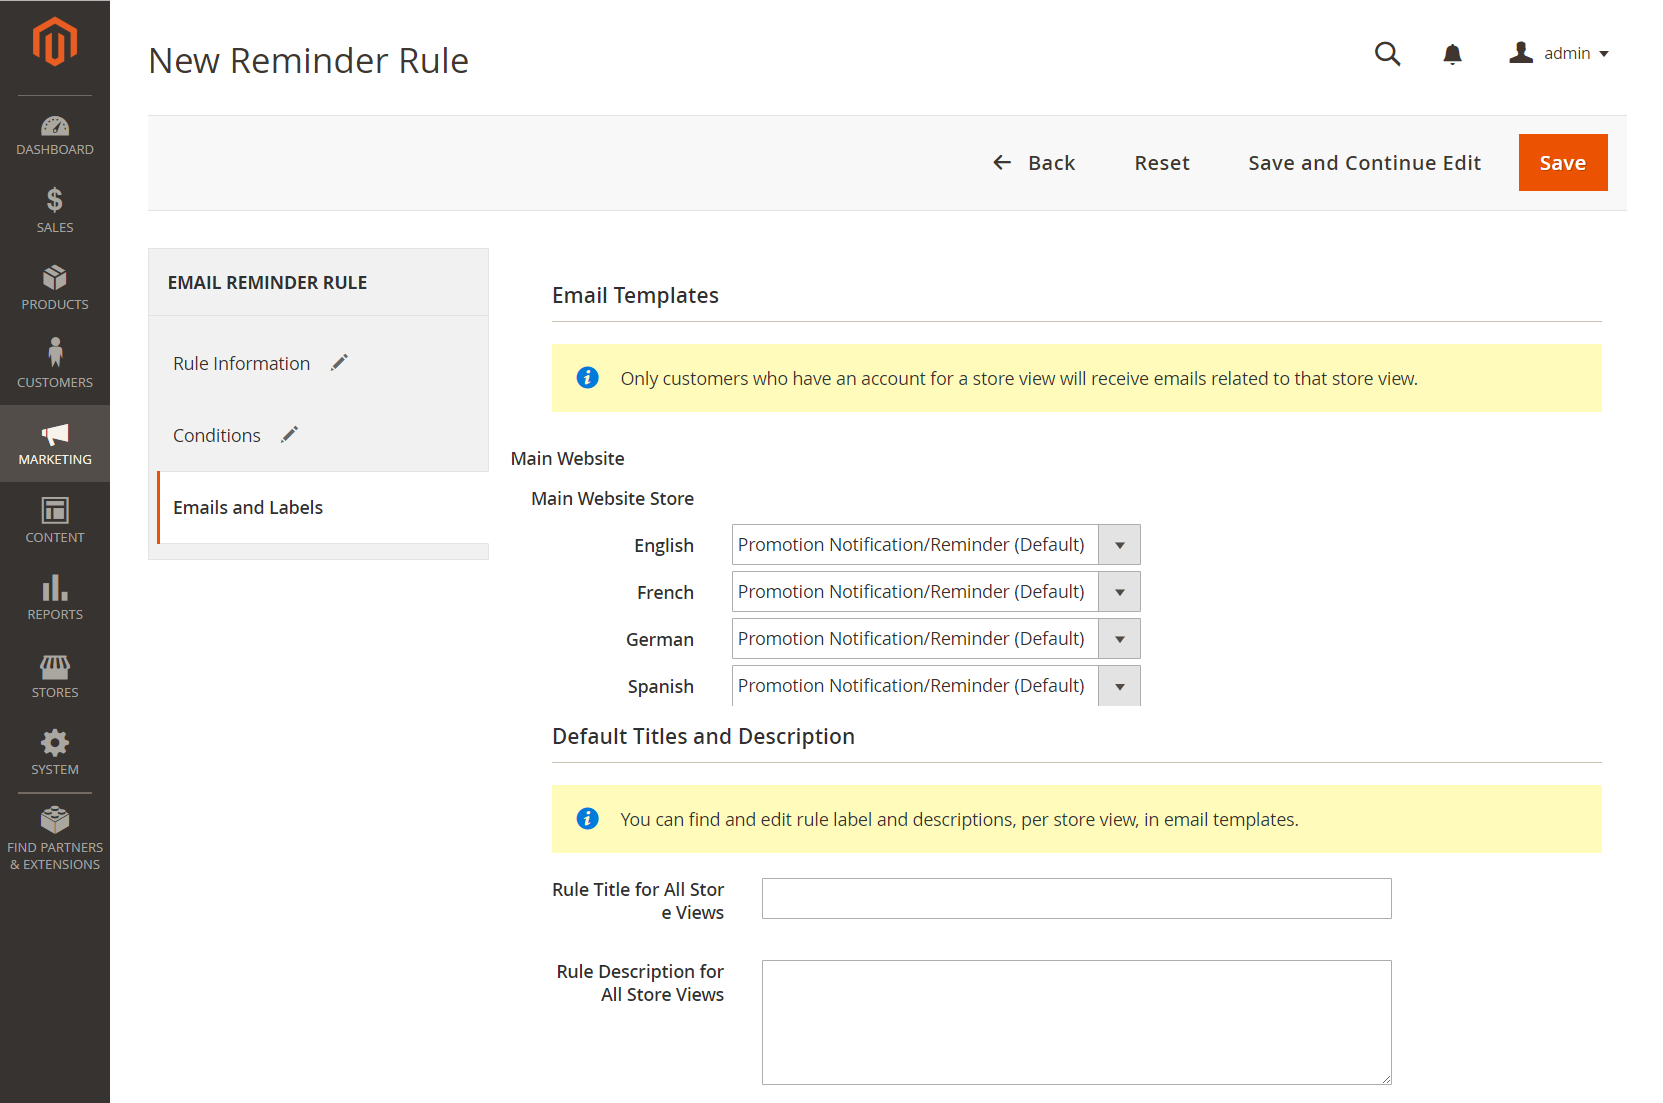 New Reminder Rule
admin
Back
Reset
Save and Continue Edit
Save
DASHBOARD
SALES
PRODUCTS
CUSTOMERS
MARKETING
CONTENT
REPORTS
STORES
SYSTEM
FIND PARTNERS
& EXTENSIONS
EMAIL REMINDER RULE
Rule Information
Conditions
Emails and Labels
Email Templates
Only customers who have an account for a store view will receive emails related to that store view.
Main Website
Main Website Store
English Promotion Notification/Reminder (Default)
French Promotion Notification/Reminder (Default)
German Promotion Notification/Reminder (Default)
Spanish Promotion Notification/Reminder (Default)
Default Titles and Description
You can find and edit rule label and descriptions, per store view, in email templates.
Rule Title for All Stor
e Views
Rule Description for
All Store Views